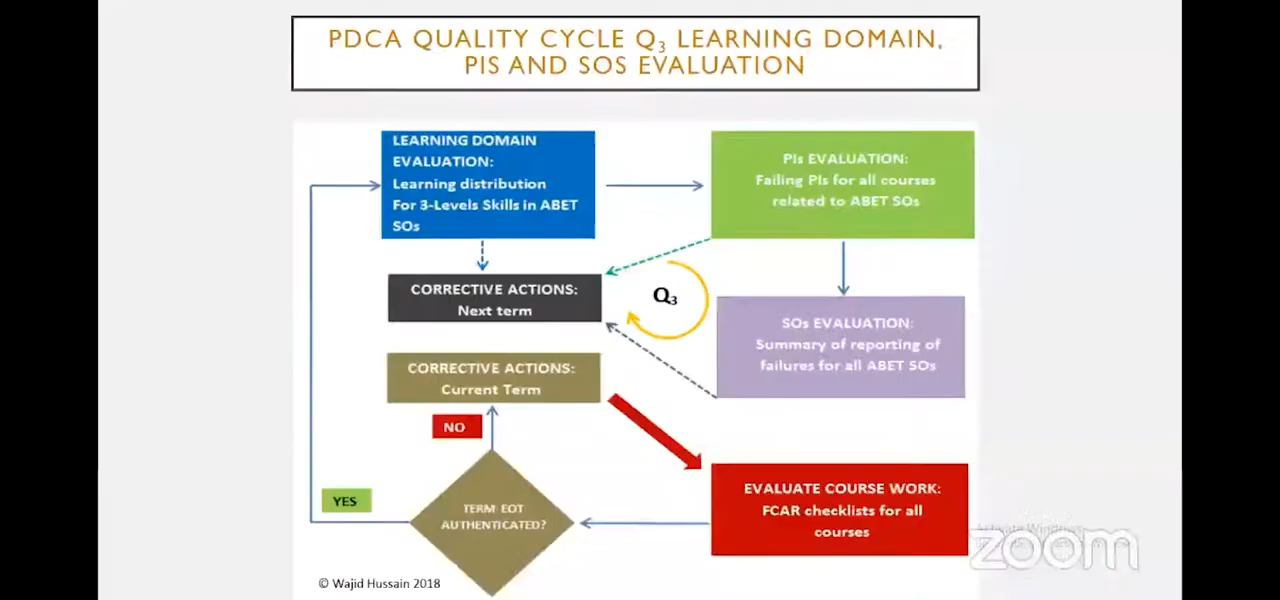 PDCA QUALITY CYCLE Q3 LEARNING DOMAIN,
PIS AND SOS EVALUATION
LEARNING DOMAIN
EVALUATION:
Learning distribution
For 3-Levels Skills in ABET
SOs
PIs EVALUATION:
Failing PIs for all courses
related to ABET SOs
CORRECTIVE ACTIONS:
Next term
Q3
SOs EVALUATION:
Summary of reporting of
failures for all ABET SOs
CORRECTIVE ACTIONS:
Current Term
NO
YES
TERM EOT
AUTHENTICATED?
EVALUATE COURSE WORK:
FCAR checklists for all
courses
Activate Windows
zoom
© Wajid Hussain 2018